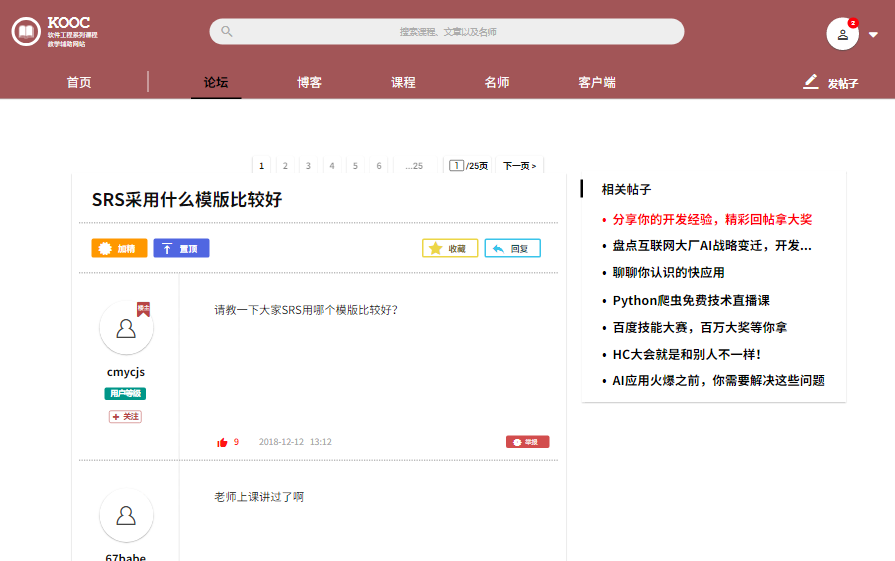 KOOC
软件工程系列课程
教学辅助网站
搜索课程、文章以及名师
2
首页
论坛
博客
课程
名师
客户端
发帖子
1 2 3 4 5 6 ...25 1 /25页 下一页 >
SRS采用什么模版比较好
加精
置顶
收藏
回复
楼主
请教一下大家SRS用哪个模版比较好?
cmycjs
用户等级
+ 关注
9 2018-12-12 13:12
举报
老师上课讲过了啊
67babe
相关帖子
• 分享你的开发经验，精彩回帖拿大奖
• 盘点互联网大厂AI战略变迁，开发...
• 聊聊你认识的快应用
• Python爬虫免费技术直播课
• 百度技能大赛，百万大奖等你拿
• HC大会就是和别人不一样！
• AI应用火爆之前，你需要解决这些问题